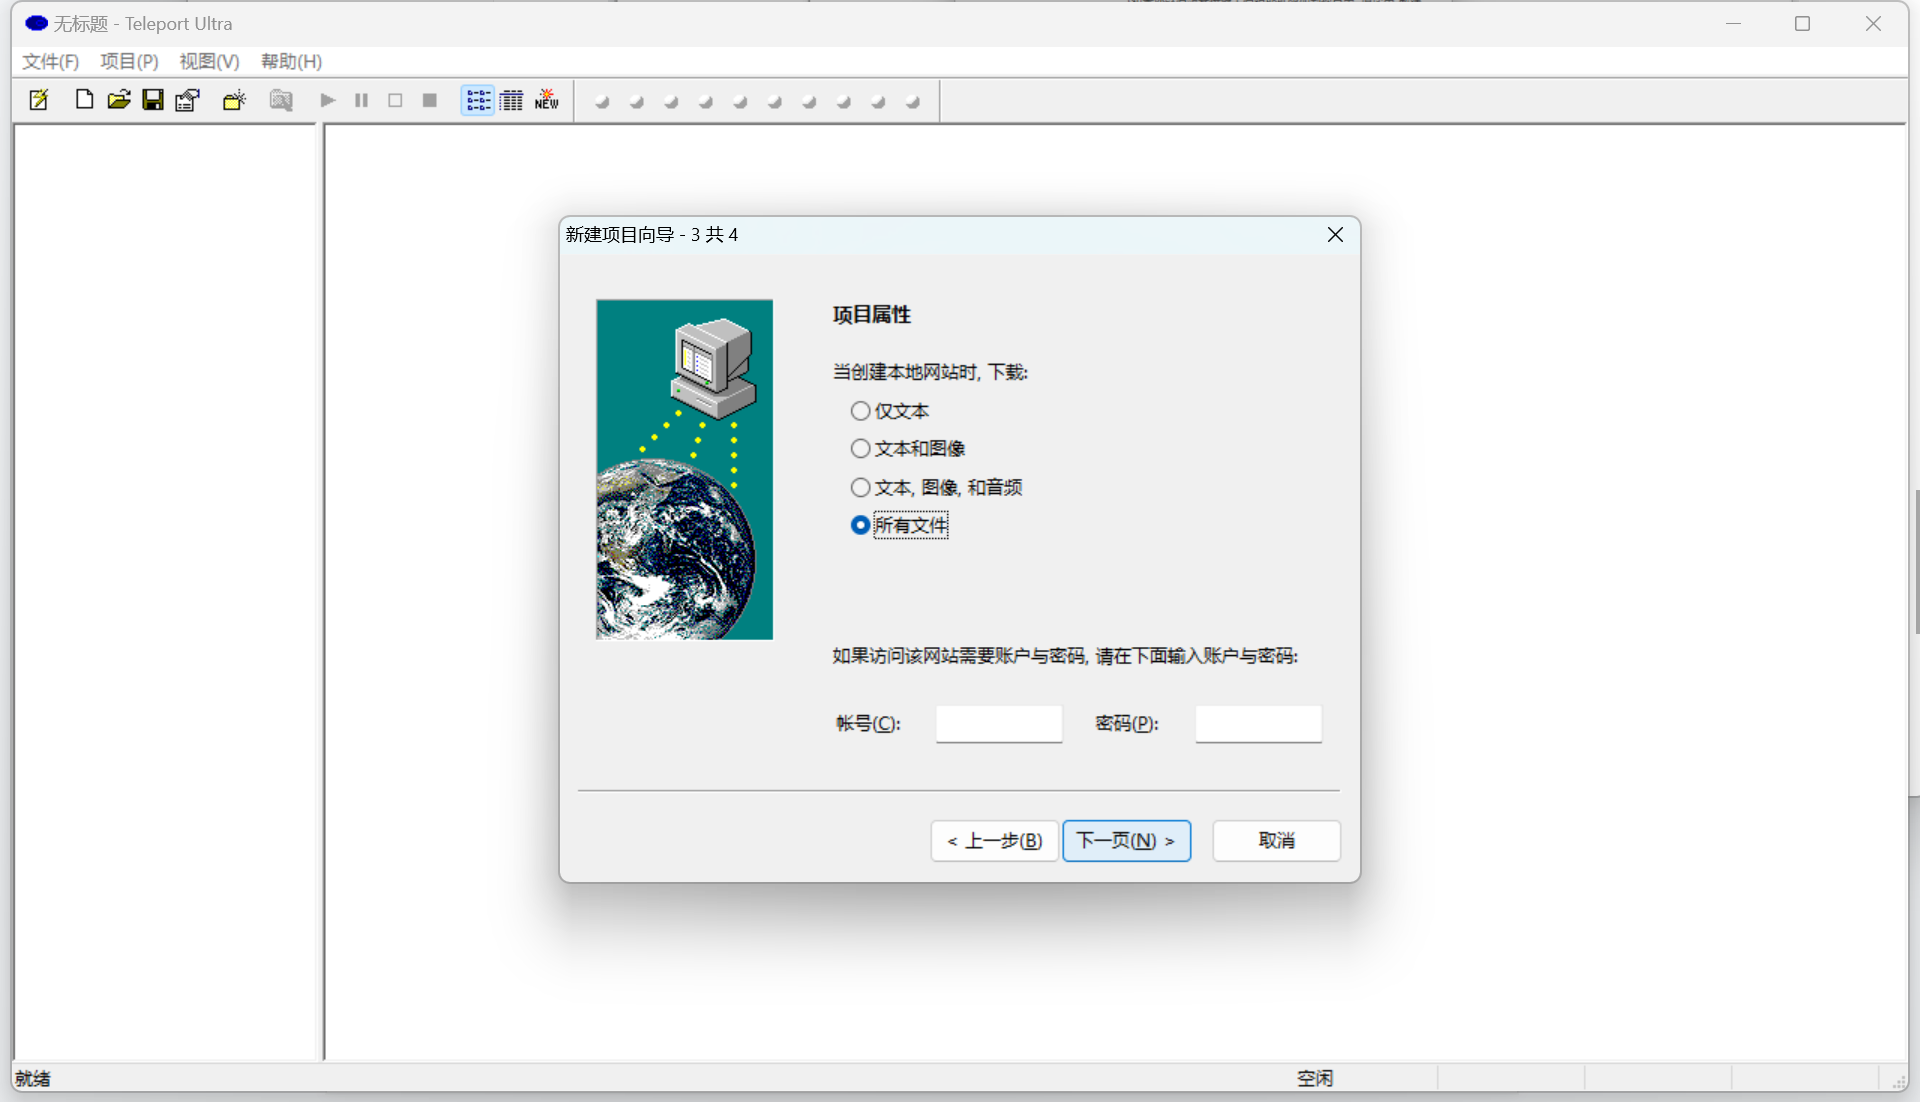 无标题 - Teleport Ultra
文件(F) 项目(P) 视图(V) 帮助(H)
NEW
新建项目向导 - 3 共 4
项目属性
当创建本地网站时, 下载:
仅文本
文本和图像
文本, 图像, 和音频
所有文件
如果访问该网站需要账户与密码, 请在下面输入账户与密码:
帐号(C): 密码(P):
< 上一步(B) 下一页(N) > 取消
就绪 空闲